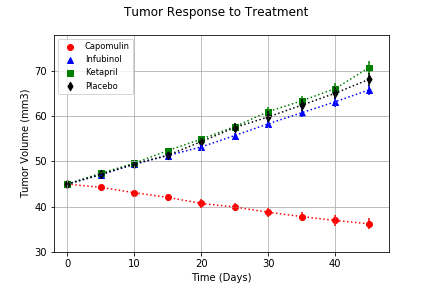 Tumor Response to Treatment
Capomulin
Infubinol
Ketapril
Placebo
Tumor Volume (mm3)
70
60
50
40
30
0
10
20
30
40
Time (Days)